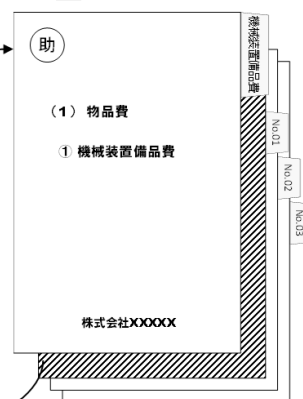 助
機械装置備品費
(1) 物品費
① 機械装置備品費
No.01
No.02
No.03
株式会社XXXXX